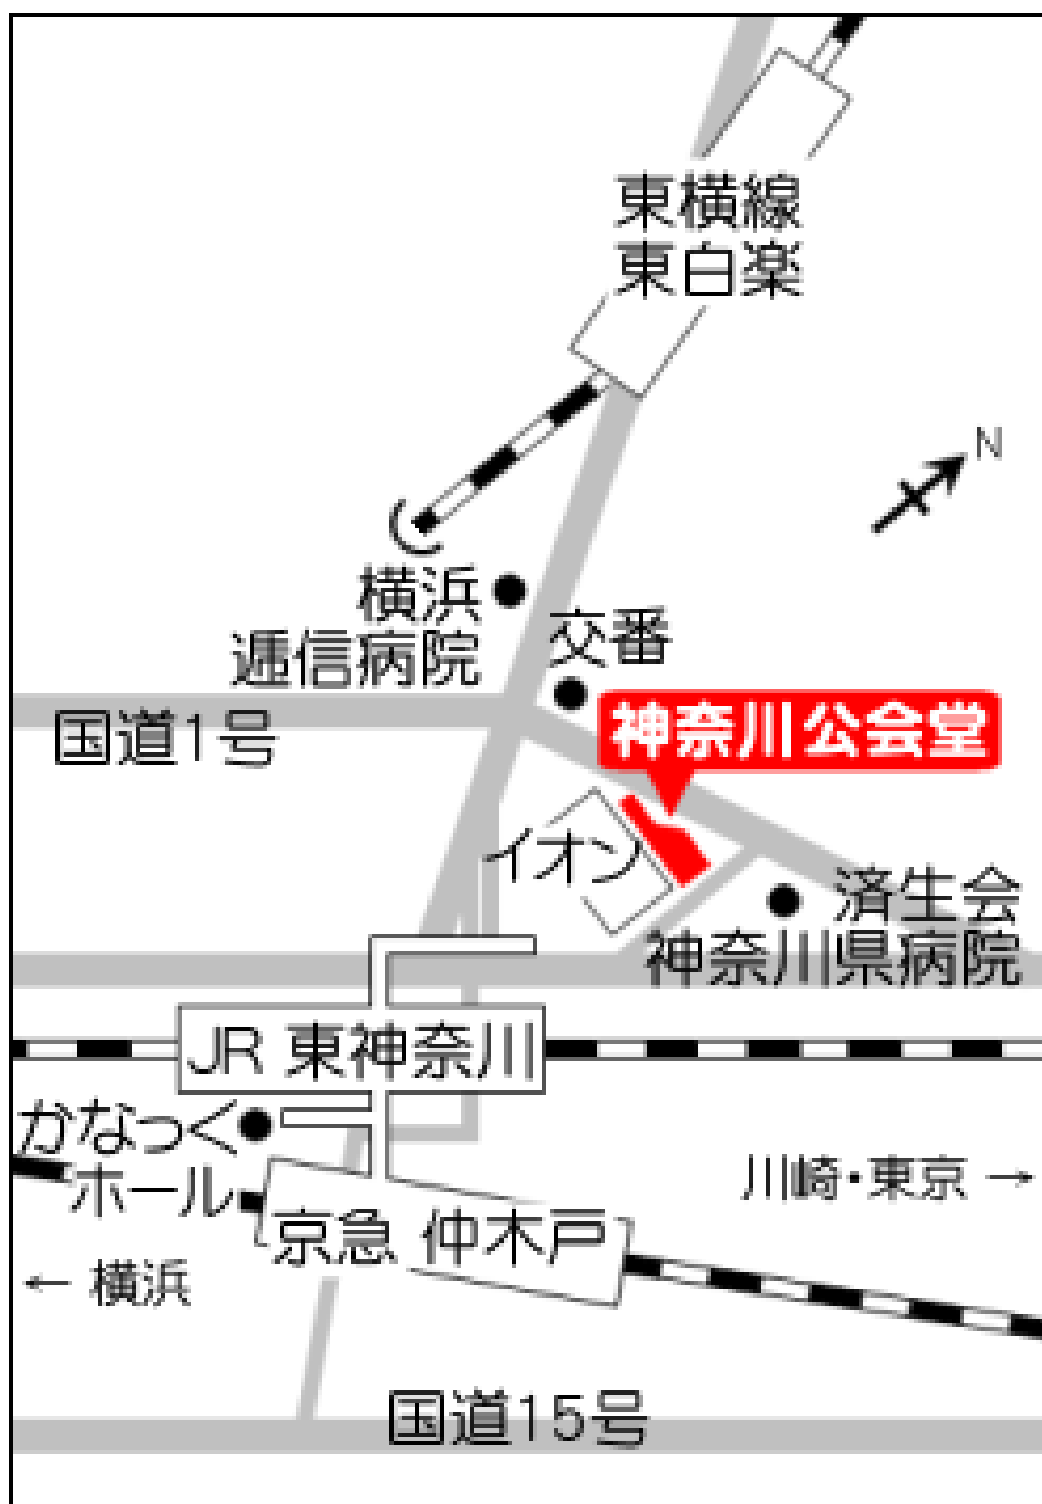 東横線
東白楽
N
横浜
逓信病院
交番
国道1号
神奈川公会堂
イオン
済生会
神奈川県病院
JR 東神奈川
かなっく
ホール
川崎・東京 →
京急 仲木戸
← 横浜
国道15号